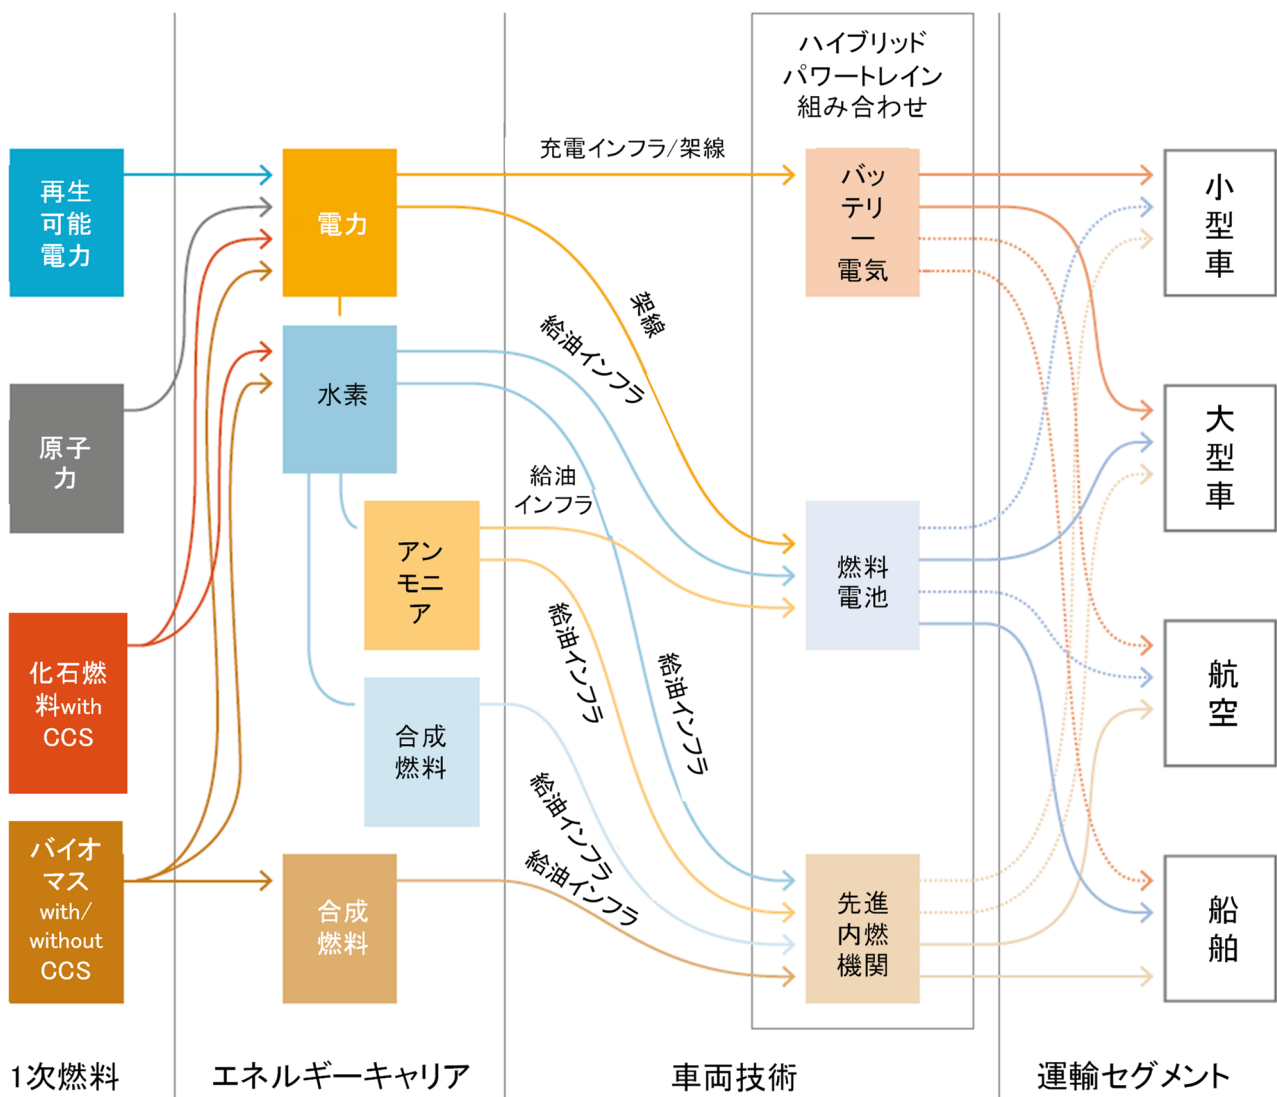 ハイブリッド
パワートレイン
組み合わせ
充電インフラ/架線
再生
可能
電力
電力
バッ
テリ
ー
電気
小
型
車
架線
給油インフラ
水素
原子
力
大
型
車
給油
インフラ
アン
モニ
ア
燃料
電池
給油インフラ
給油インフラ
化石燃
料with
CCS
合成
燃料
航
空
給油インフラ
給油インフラ
バイオ
マス
with/
without
CCS
合成
燃料
先進
内燃
機関
船
舶
1次燃料
エネルギーキャリア
車両技術
運輸セグメント